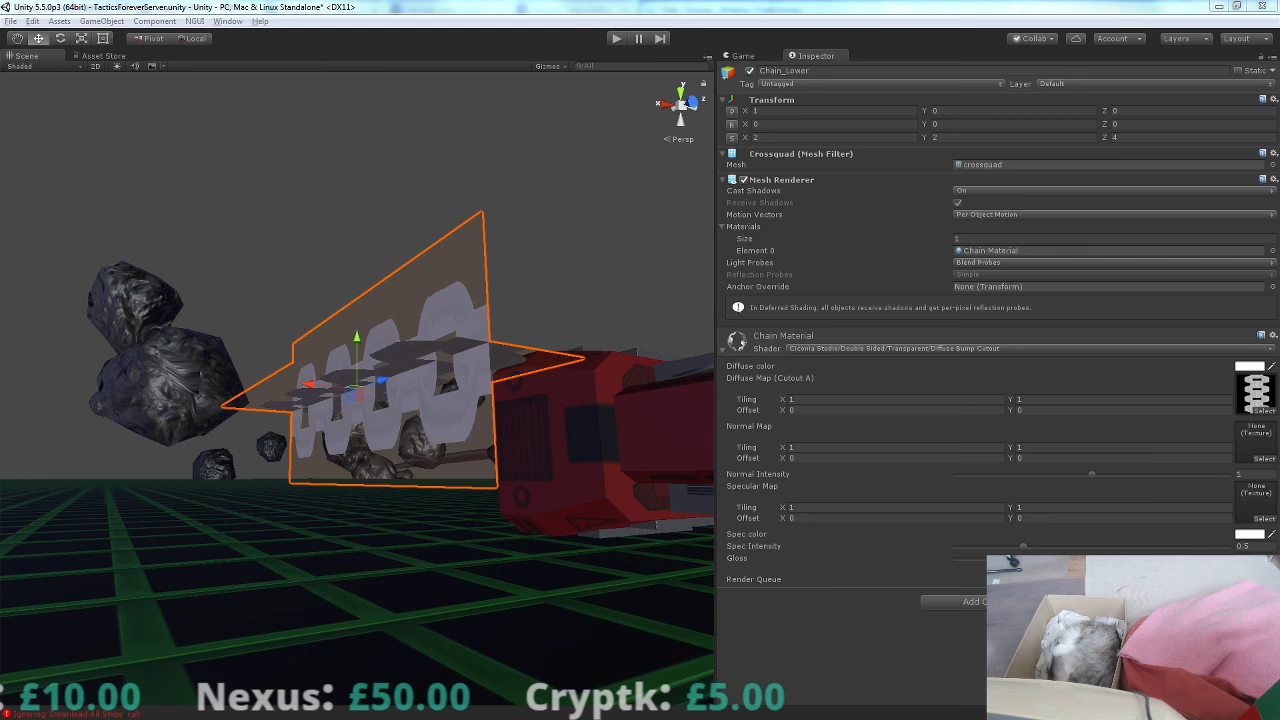 Unity 5.5.0p3 (64bit) - TacticsForeverServer.unity - Unity - PC, Mac & Linux Standalone* <DX11>
File Edit Assets GameObject Component NGUI Window Help
Pivot Local Collab Account Layers Layout
Scene Asset Store Game Inspector
Shaded 2D Gizmos All
Chain_Lower Static
Tag Untagged Layer Default
Transform
P X 1 Y 0 Z 0
R X 0 Y 0 Z 0
S X 2 Y 2 Z 4
y
x z
Persp
Crossquad (Mesh Filter)
Mesh crossquad
Mesh Renderer
Cast Shadows On
Receive Shadows
Motion Vectors Per Object Motion
Materials
Size 1
Element 0 Chain Material
Light Probes Blend Probes
Reflection Probes Simple
Anchor Override None (Transform)
In Deferred Shading, all objects receive shadows and get per-pixel reflection probes.
Chain Material
Shader Ciconia Studio/Double Sided/Transparent/Diffuse Bump Cutout
Diffuse color
Diffuse Map (Cutout A)
Tiling X 1 Y 1
Offset X 0 Y 0
Select
Normal Map None (Texture)
Tiling X 1 Y 1
Offset X 0 Y 0
Select
Normal Intensity 1
Specular Map None (Texture)
Tiling X 1 Y 1
Offset X 0 Y 0
Select
Spec color
Spec Intensity 0.5
Gloss
Render Queue
Add C
: £10.00 Nexus: £50.00 Cryptk: £5.00
Ignoring 'Download All Ships' call